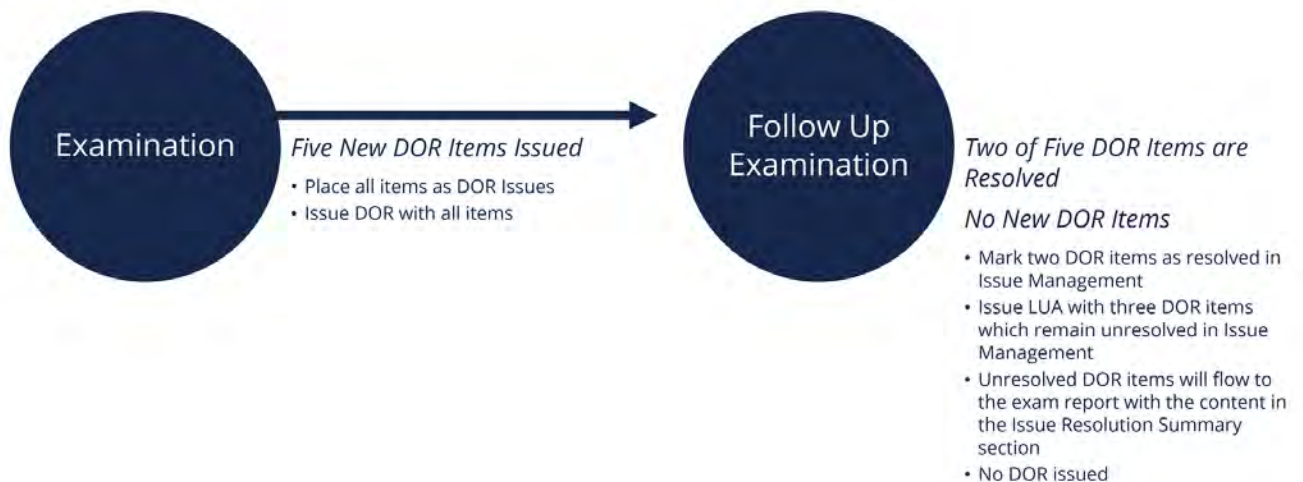 Examination
Five New DOR Items Issued
• Place all items as DOR Issues
• Issue DOR with all items
Follow Up
Examination
Two of Five DOR Items are
Resolved
No New DOR Items
• Mark two DOR items as resolved in
Issue Management
• Issue LUA with three DOR items
which remain unresolved in Issue
Management
• Unresolved DOR items will flow to
the exam report with the content in
the Issue Resolution Summary
section
• No DOR issued